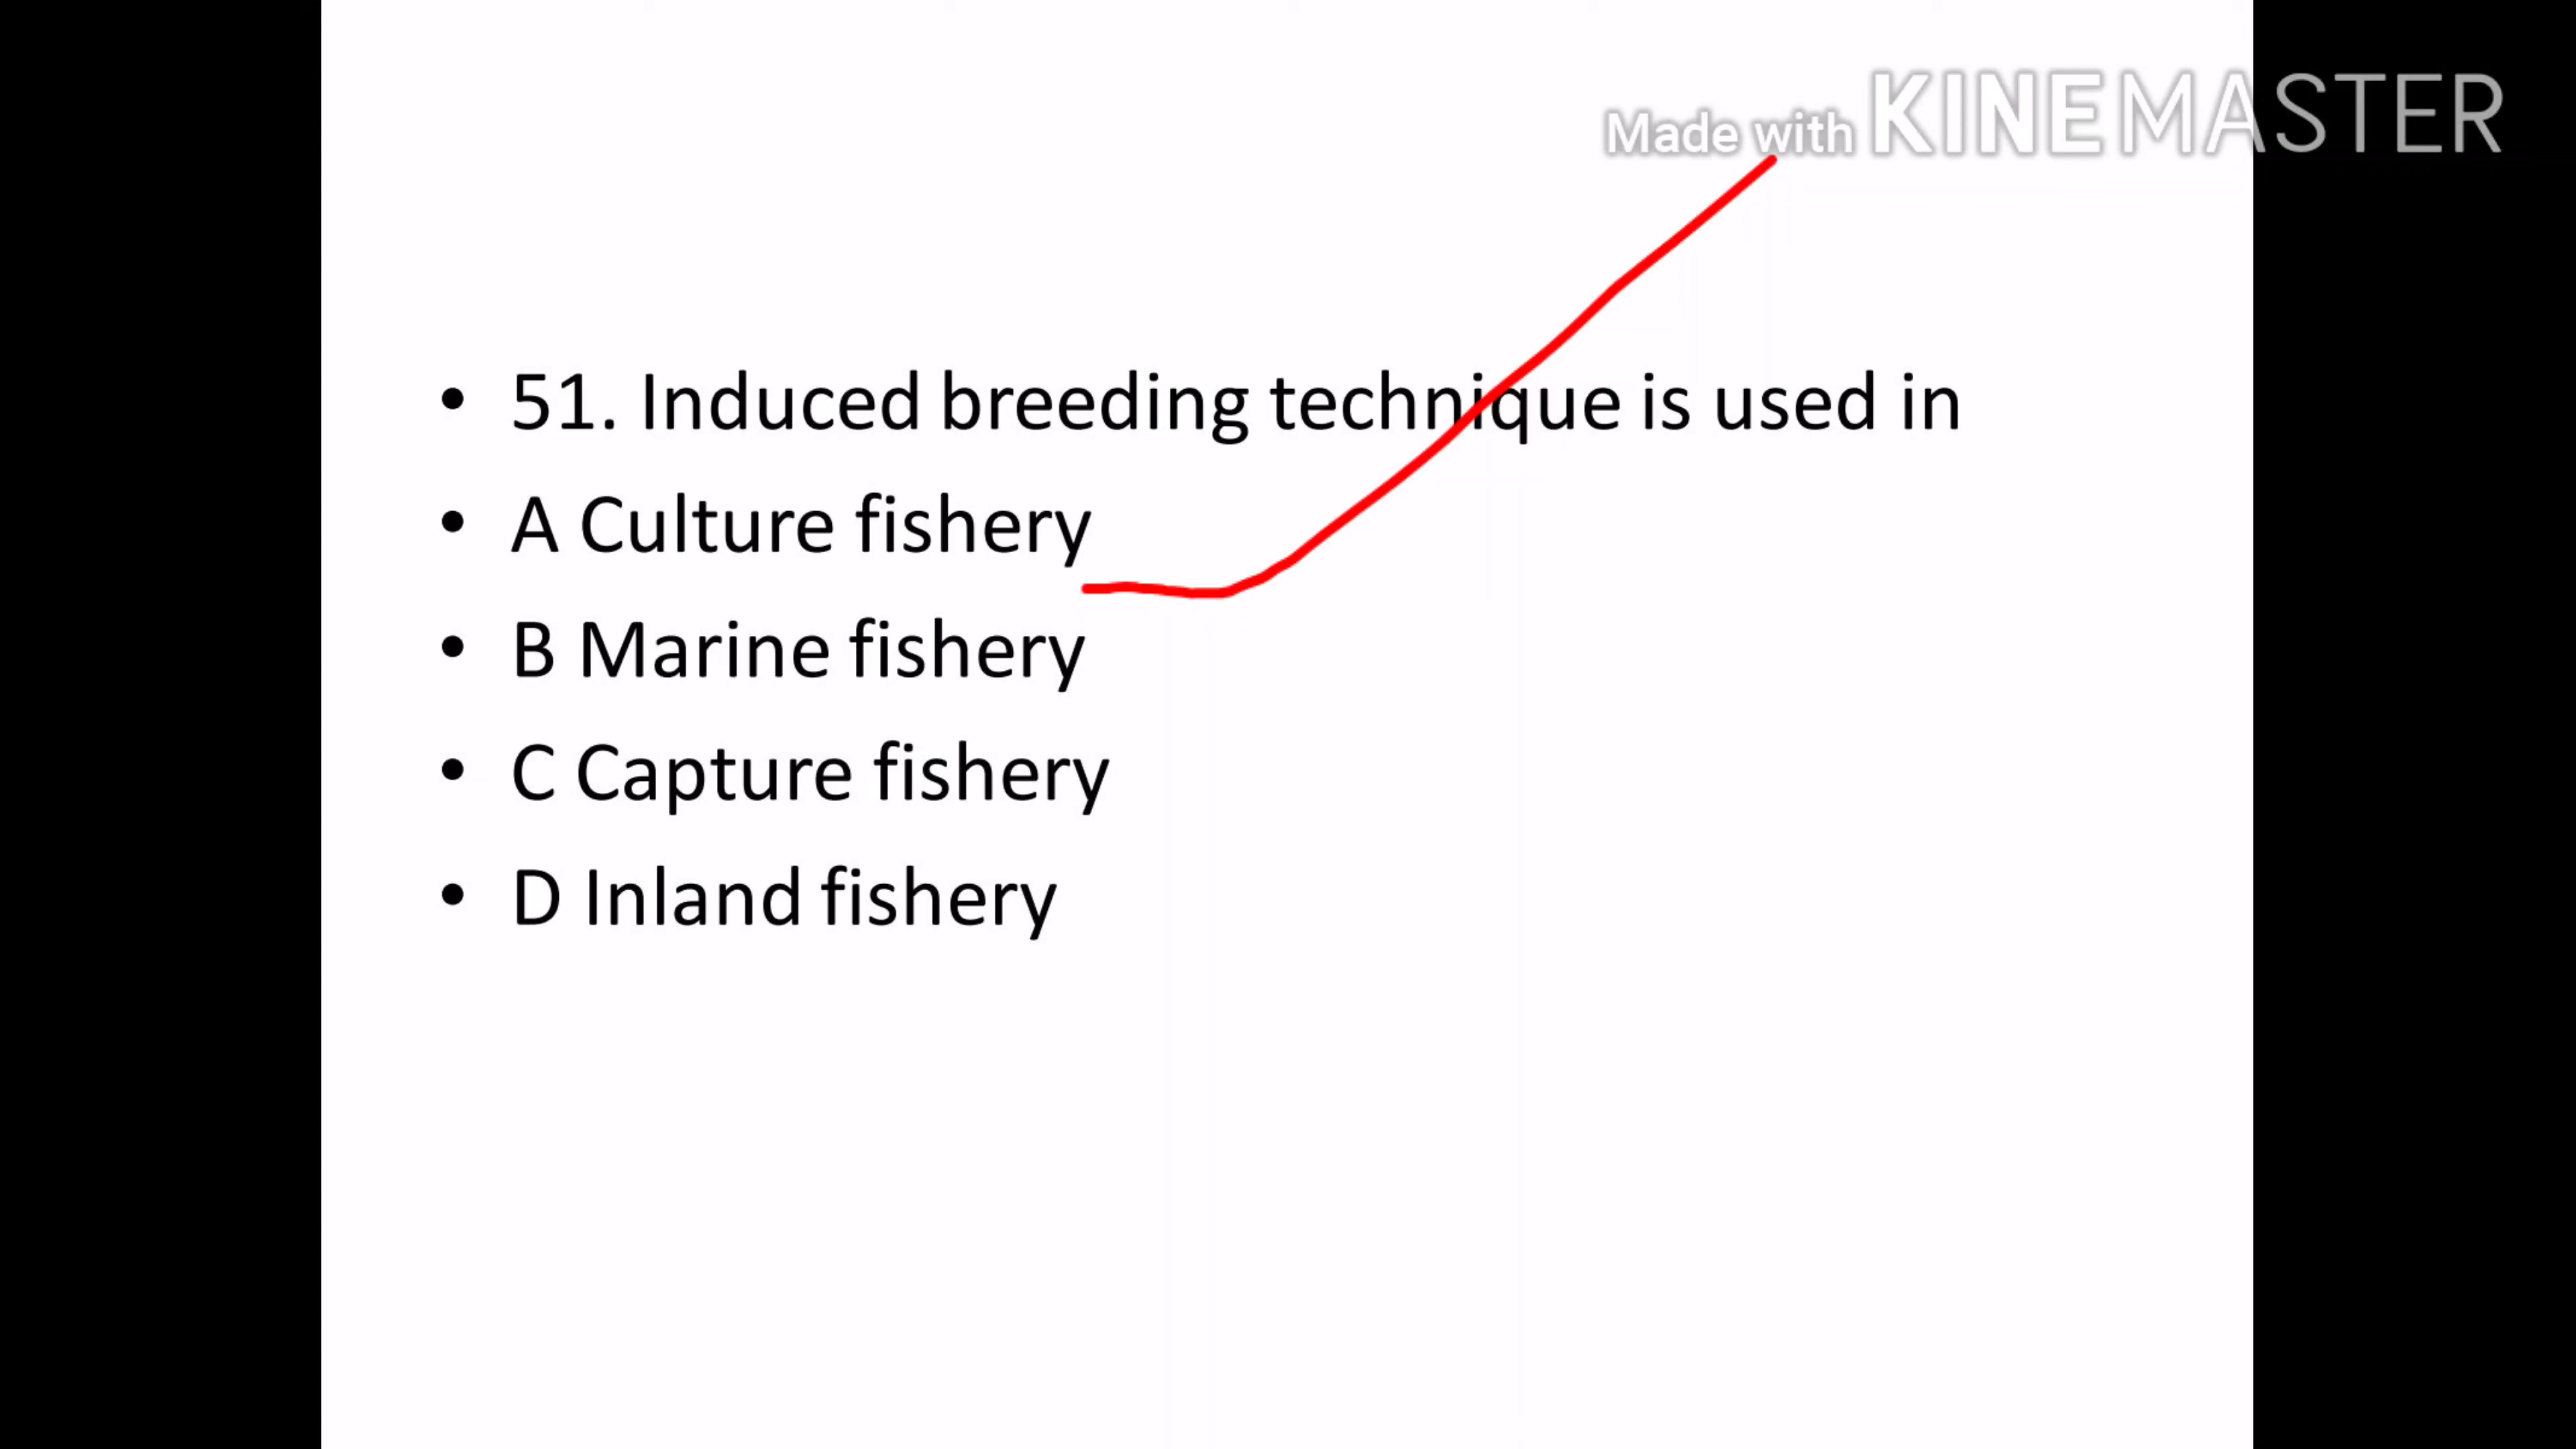 Made with KINEMASTER
• 51. Induced breeding technique is used in
• A Culture fishery
• B Marine fishery
• C Capture fishery
• D Inland fishery